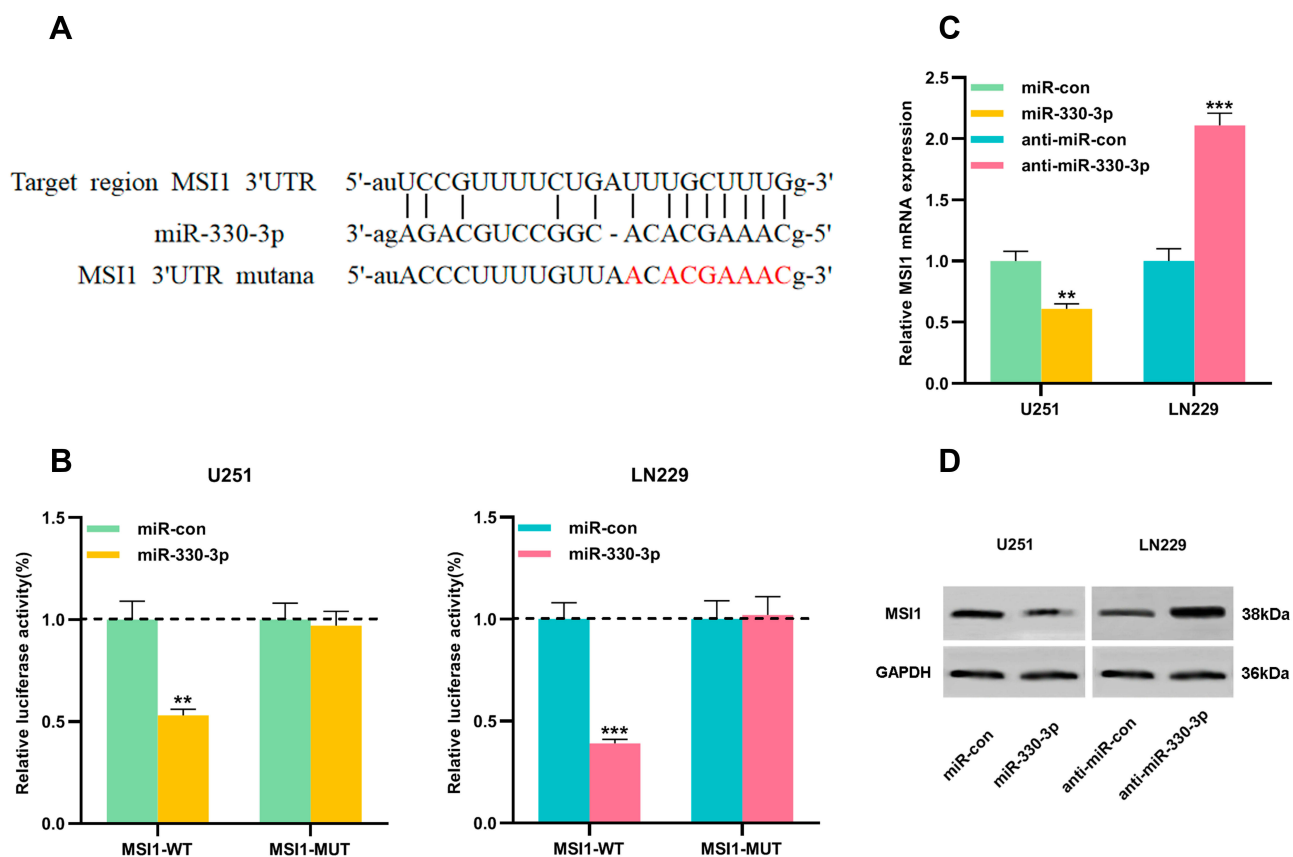 A
Target region MSI1 3'UTR 5'-auUCCGUUUUCUGAUUUGCUUUGg-3'
miR-330-3p 3'-agAGACGUCCGGC - ACACGAAACg-5'
MSI1 3'UTR mutana 5'-auACCCUUUUGUUAACACGAAACg-3'
B
U251
Relative luciferase activity(%)
1.5
1.0
0.5
0.0
miR-con
miR-330-3p
**
MSI1-WT
MSI1-MUT
LN229
Relative luciferase activity(%)
1.5
1.0
0.5
0.0
miR-con
miR-330-3p
***
MSI1-WT
MSI1-MUT
C
Relative MSI1 mRNA expression
2.5
2.0
1.5
1.0
0.5
0.0
miR-con
miR-330-3p
anti-miR-con
anti-miR-330-3p
**
***
U251
LN229
D
U251
LN229
MSI1
38kDa
GAPDH
36kDa
miR-con
miR-330-3p
anti-miR-con
anti-miR-330-3p